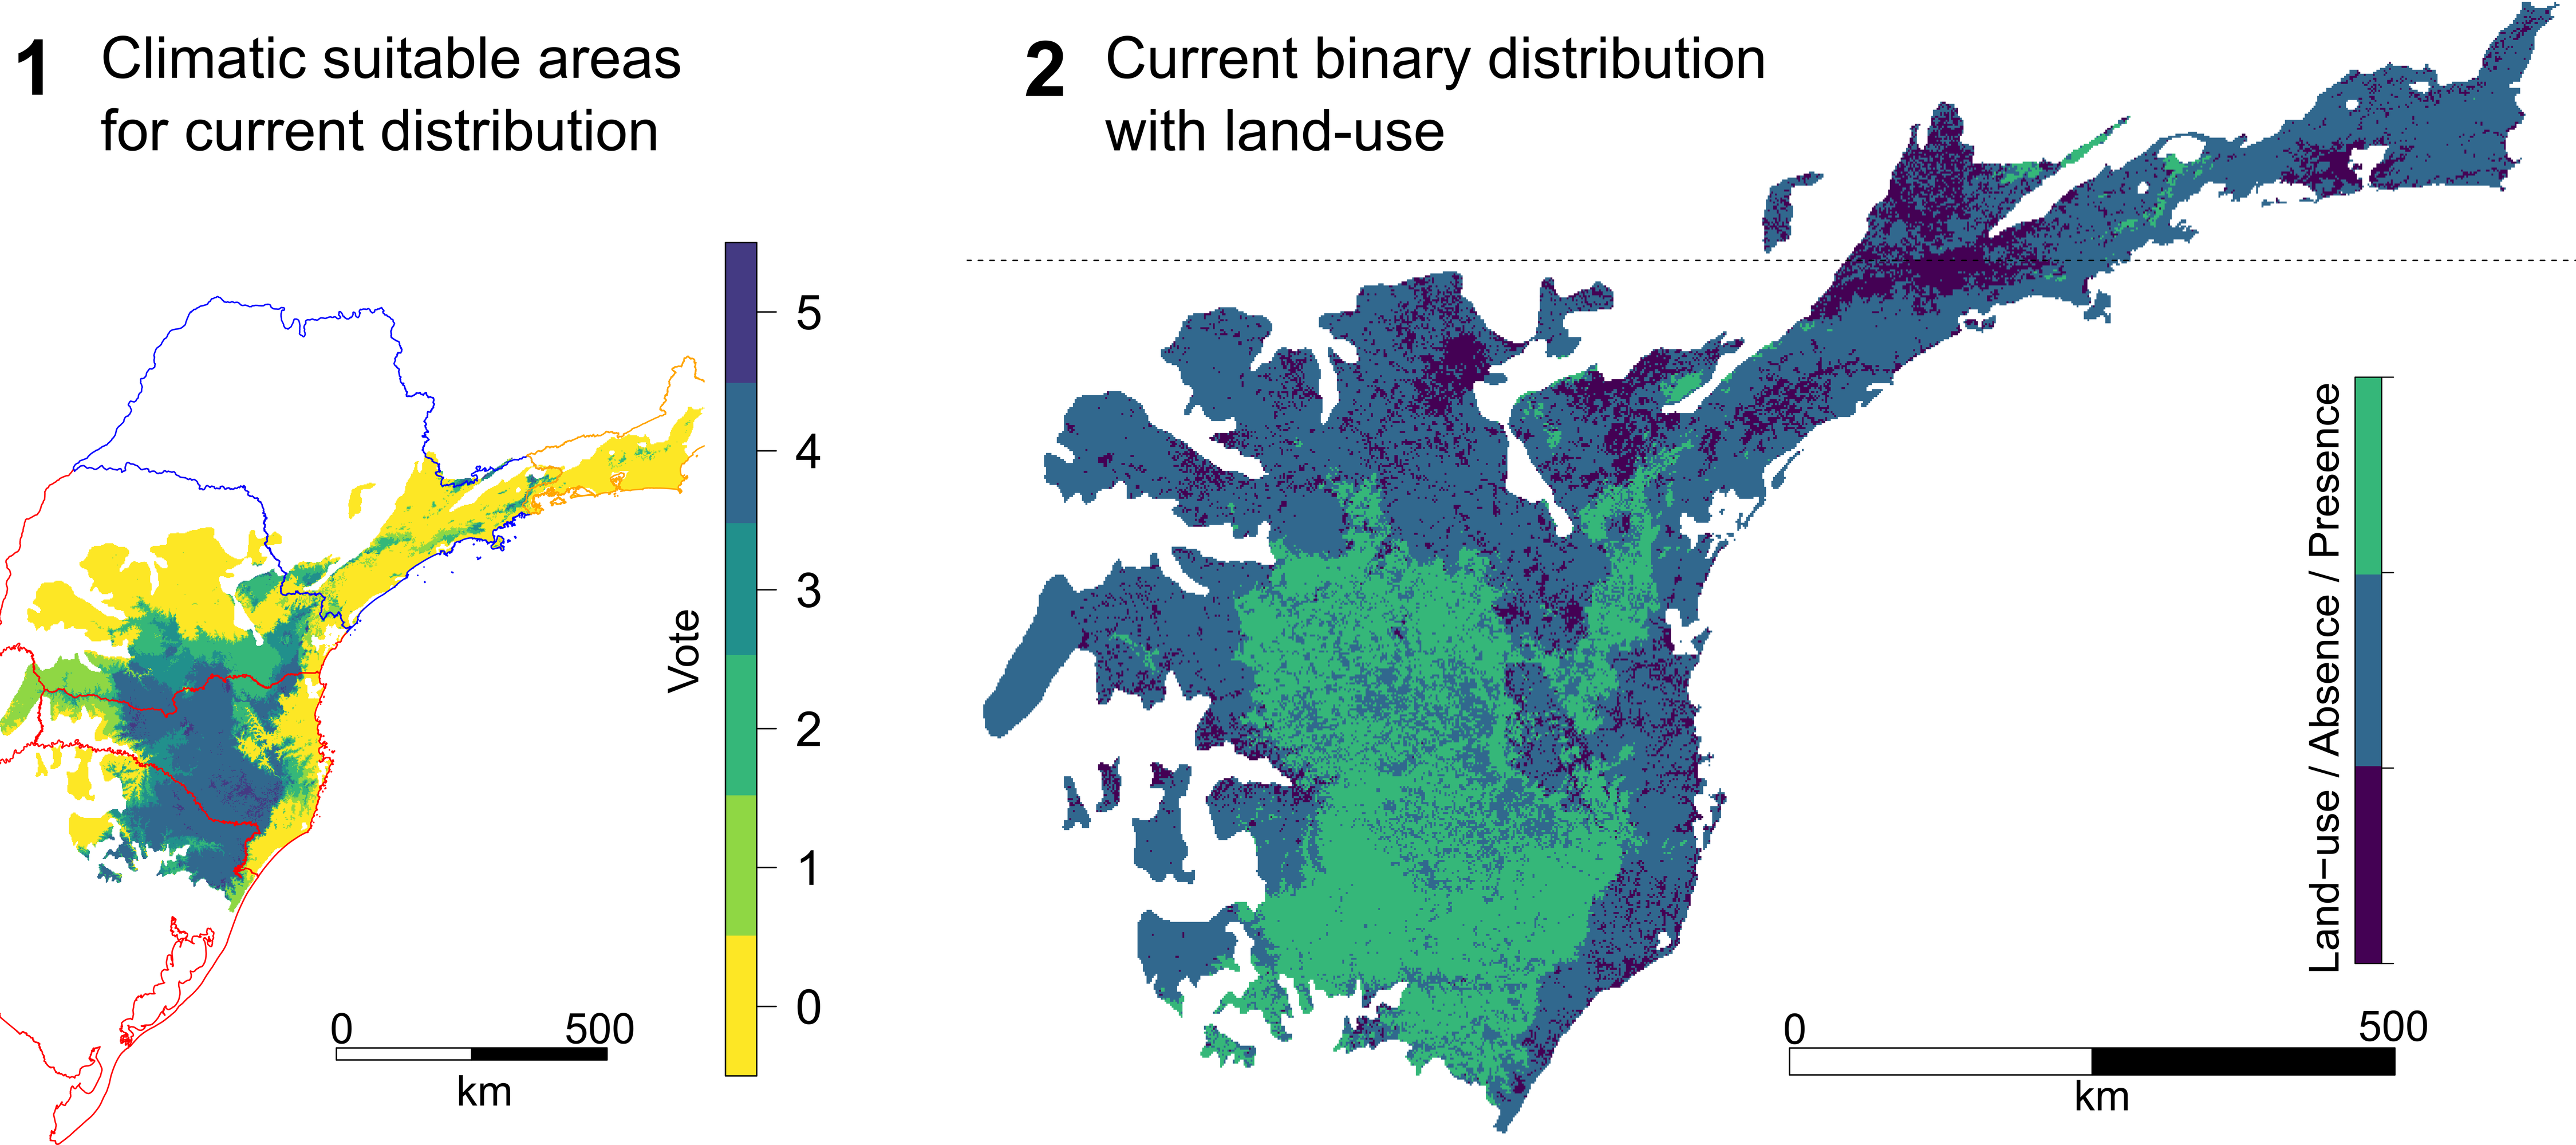 1 Climatic suitable areas
for current distribution
5
4
3
2
1
0
Vote
0 500
km
2 Current binary distribution
with land-use
Land-use / Absence / Presence
0 500
km